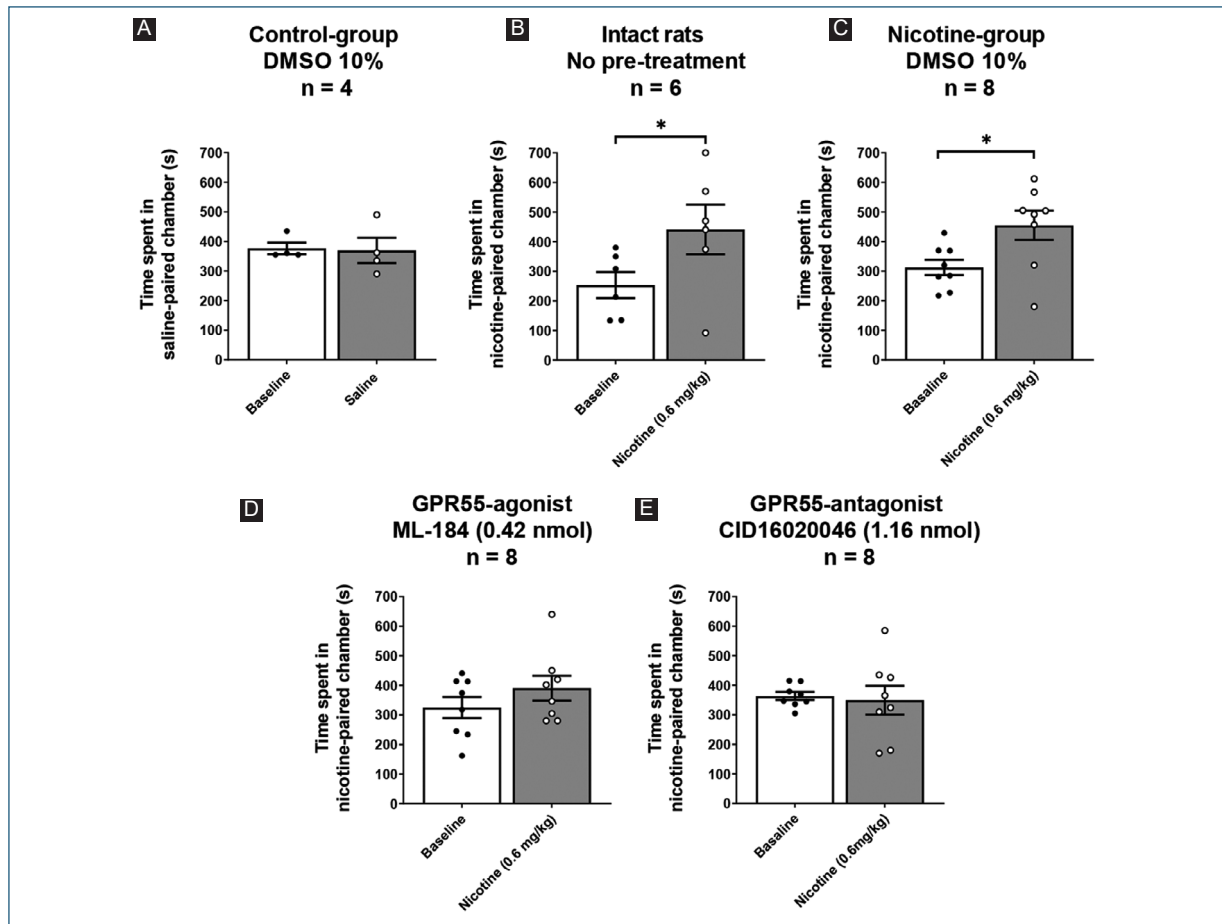 A
Control-group
DMSO 10%
n = 4
Time spent in
saline-paired chamber (s)
700
600
500
400
300
200
100
0
Baseline
Saline
B
Intact rats
No pre-treatment
n = 6
*
Time spent in
nicotine-paired chamber (s)
700
600
500
400
300
200
100
0
Baseline
Nicotine (0.6 mg/kg)
C
Nicotine-group
DMSO 10%
n = 8
*
Time spent in
nicotine-paired chamber (s)
700
600
500
400
300
200
100
0
Basaline
Nicotine (0.6 mg/kg)
D
GPR55-agonist
ML-184 (0.42 nmol)
n = 8
Time spent in
nicotine-paired chamber (s)
700
600
500
400
300
200
100
0
Baseline
Nicotine (0.6 mg/kg)
E
GPR55-antagonist
CID16020046 (1.16 nmol)
n = 8
Time spent in
nicotine-paired chamber (s)
700
600
500
400
300
200
100
0
Basaline
Nicotine (0.6mg/kg)